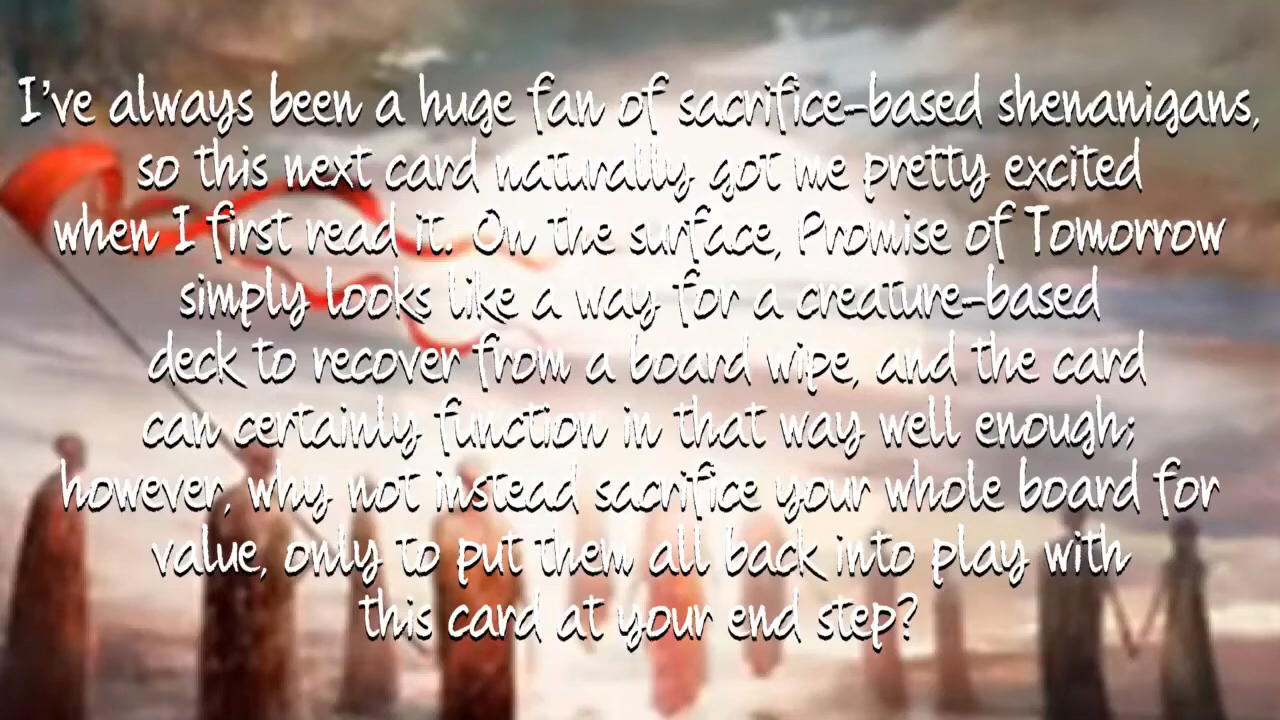 I've always been a huge fan of sacrifice-based shenanigans,
so this next card naturally got me pretty excited
when I first read it. On the surface, Promise of Tomorrow
simply looks like a way for a creature-based
deck to recover from a board wipe, and the card
can certainly function in that way well enough;
however, why not instead sacrifice your whole board for
value, only to put them all back into play with
this card at your end step?